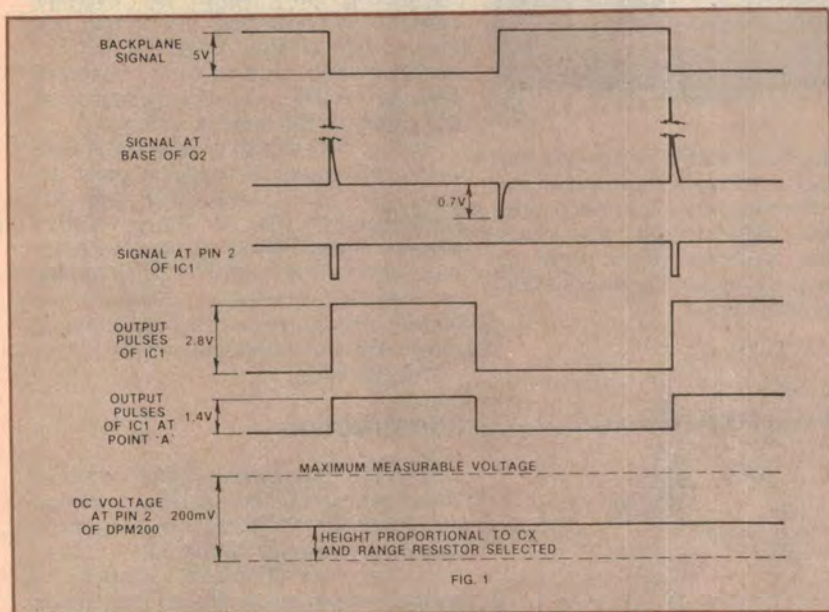 BACKPLANE
SIGNAL
5V
SIGNAL AT
BASE OF Q2
0.7V
SIGNAL AT PIN 2
OF IC1
OUTPUT
PULSES
OF IC1
2.8V
OUTPUT
PULSES
OF IC1 AT
POINT 'A'
1.4V
MAXIMUM MEASURABLE VOLTAGE
DC VOLTAGE
AT PIN 2
OF DPM200
200mV
HEIGHT PROPORTIONAL TO CX
AND RANGE RESISTOR SELECTED
FIG. 1